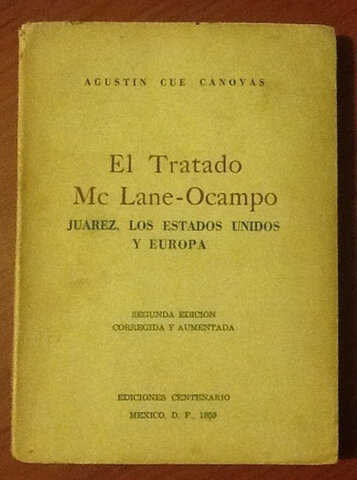 AGUSTIN CUE CANOVAS
El Tratado
Mc Lane-Ocampo
JUAREZ, LOS ESTADOS UNIDOS
Y EUROPA
SEGUNDA EDICION
CORREGIDA Y AUMENTADA
EDICIONES CENTENARIO
MEXICO, D. F., 1959